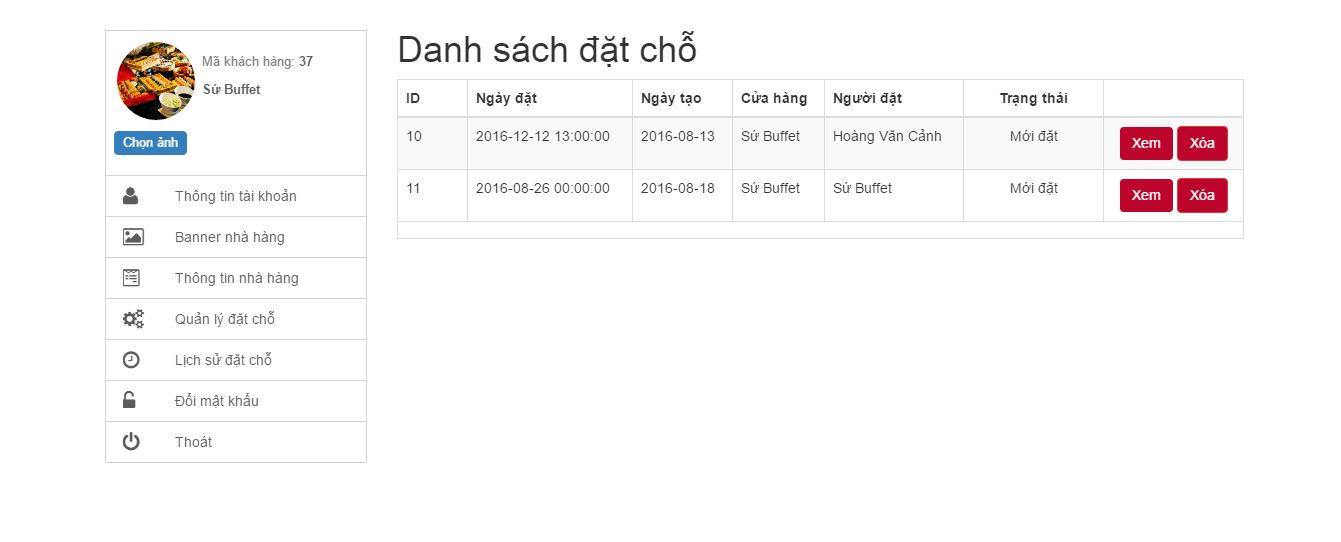 Mã khách hàng: 37
Sứ Buffet
Chọn ảnh
Thông tin tài khoản
Banner nhà hàng
Thông tin nhà hàng
Quản lý đặt chỗ
Lịch sử đặt chỗ
Đổi mật khẩu
Thoát
Danh sách đặt chỗ
ID Ngày đặt Ngày tạo Cửa hàng Người đặt Trạng thái
10 2016-12-12 13:00:00 2016-08-13 Sứ Buffet Hoàng Văn Cảnh Mới đặt Xem Xóa
11 2016-08-26 00:00:00 2016-08-18 Sứ Buffet Sứ Buffet Mới đặt Xem Xóa